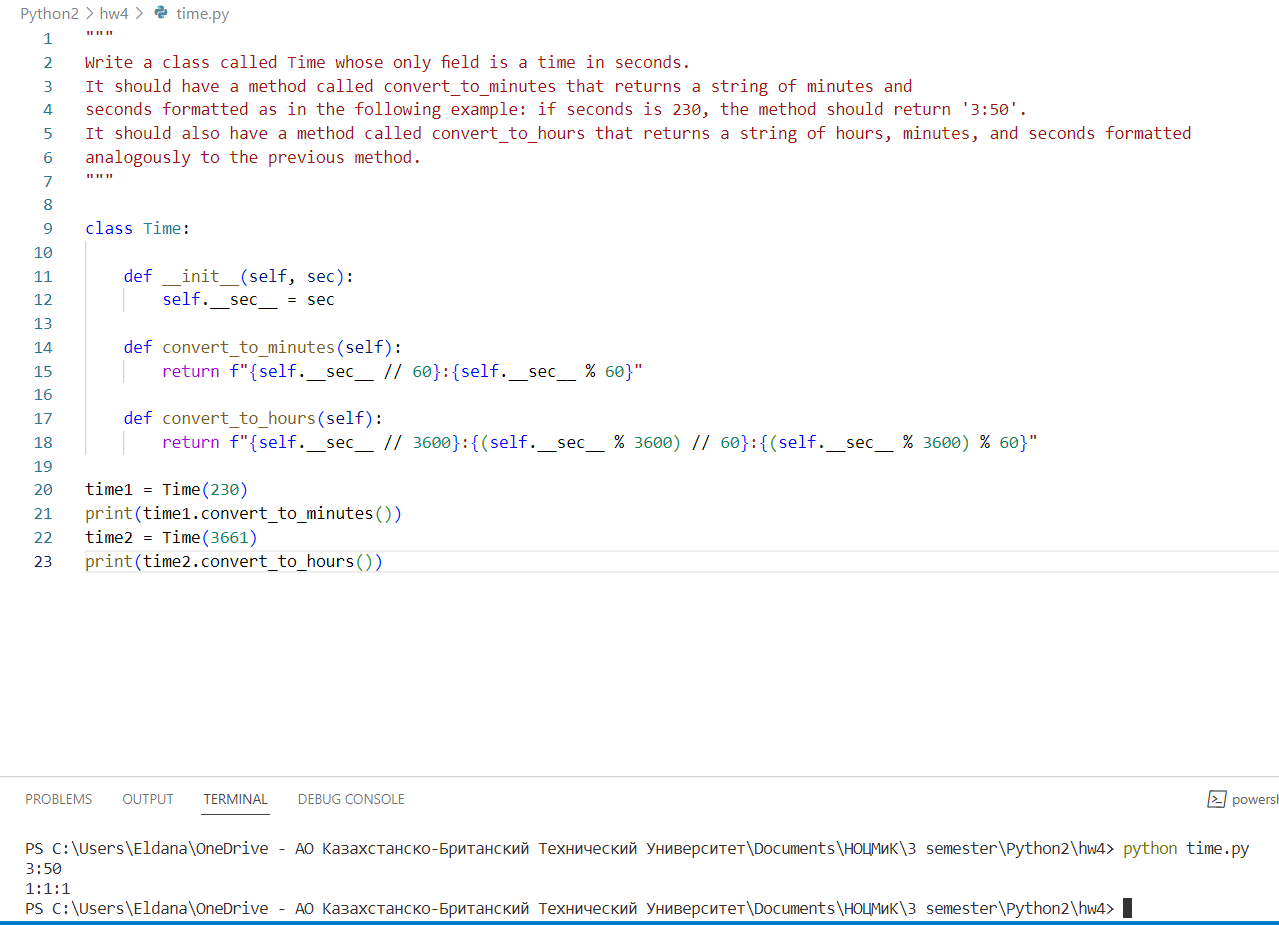 Python2 > hw4 > time.py
1 """
2 Write a class called Time whose only field is a time in seconds.
3 It should have a method called convert_to_minutes that returns a string of minutes and
4 seconds formatted as in the following example: if seconds is 230, the method should return '3:50'.
5 It should also have a method called convert_to_hours that returns a string of hours, minutes, and seconds formatted
6 analogously to the previous method.
7 """
8
9 class Time:
10
11     def __init__(self, sec):
12         self.__sec__ = sec
13
14     def convert_to_minutes(self):
15         return f"{self.__sec__ // 60}:{self.__sec__ % 60}"
16
17     def convert_to_hours(self):
18         return f"{self.__sec__ // 3600}:{(self.__sec__ % 3600) // 60}:{(self.__sec__ % 3600) % 60}"
19
20 time1 = Time(230)
21 print(time1.convert_to_minutes())
22 time2 = Time(3661)
23 print(time2.convert_to_hours())
PROBLEMS OUTPUT TERMINAL DEBUG CONSOLE powersh
PS C:\Users\Eldana\OneDrive - АО Казахстанско-Британский Технический Университет\Documents\НОЦМиК\3 semester\Python2\hw4> python time.py
3:50
1:1:1
PS C:\Users\Eldana\OneDrive - АО Казахстанско-Британский Технический Университет\Documents\НОЦМиК\3 semester\Python2\hw4>